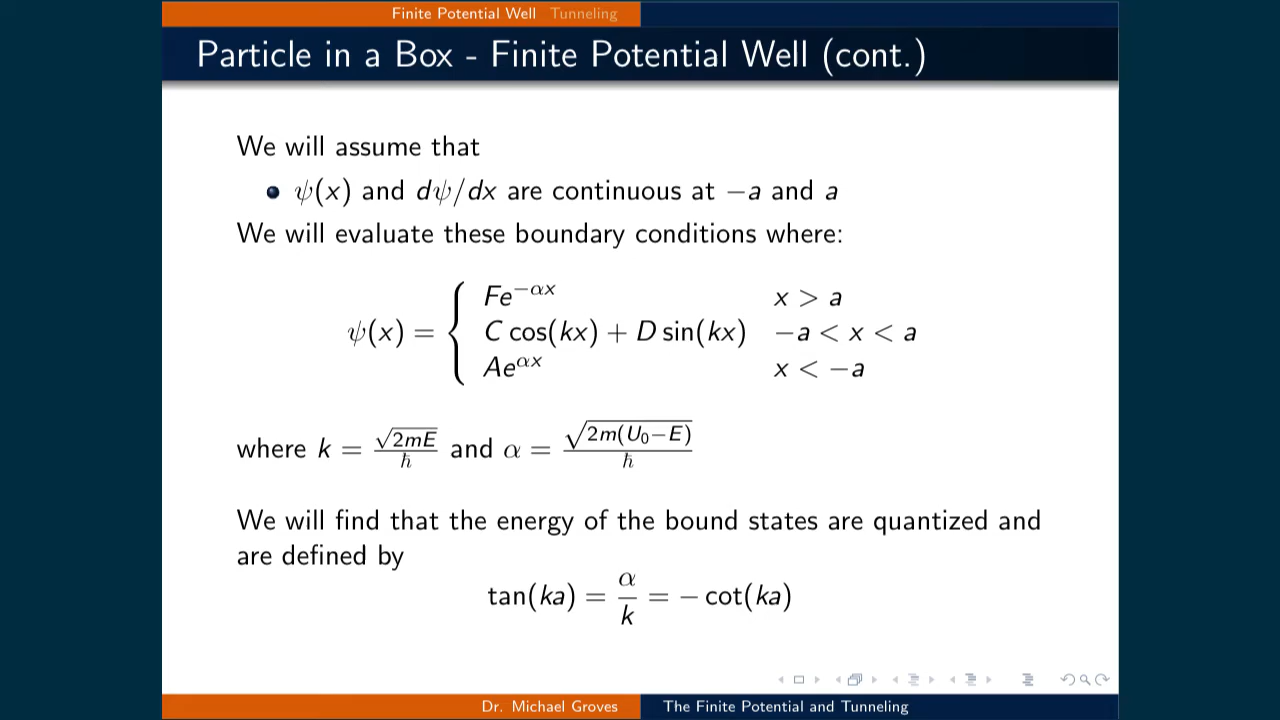 Finite Potential Well Tunneling
Particle in a Box - Finite Potential Well (cont.)
We will assume that
ψ(x) and dψ/dx are continuous at −a and a
We will evaluate these boundary conditions where:
ψ(x) = { Fe^{−αx} x > a
C cos(kx) + D sin(kx) −a < x < a
Ae^{αx} x < −a
where k = √(2mE)/ℏ and α = √(2m(U₀−E))/ℏ
We will find that the energy of the bound states are quantized and
are defined by
tan(ka) = α/k = − cot(ka)
Dr. Michael Groves The Finite Potential and Tunneling